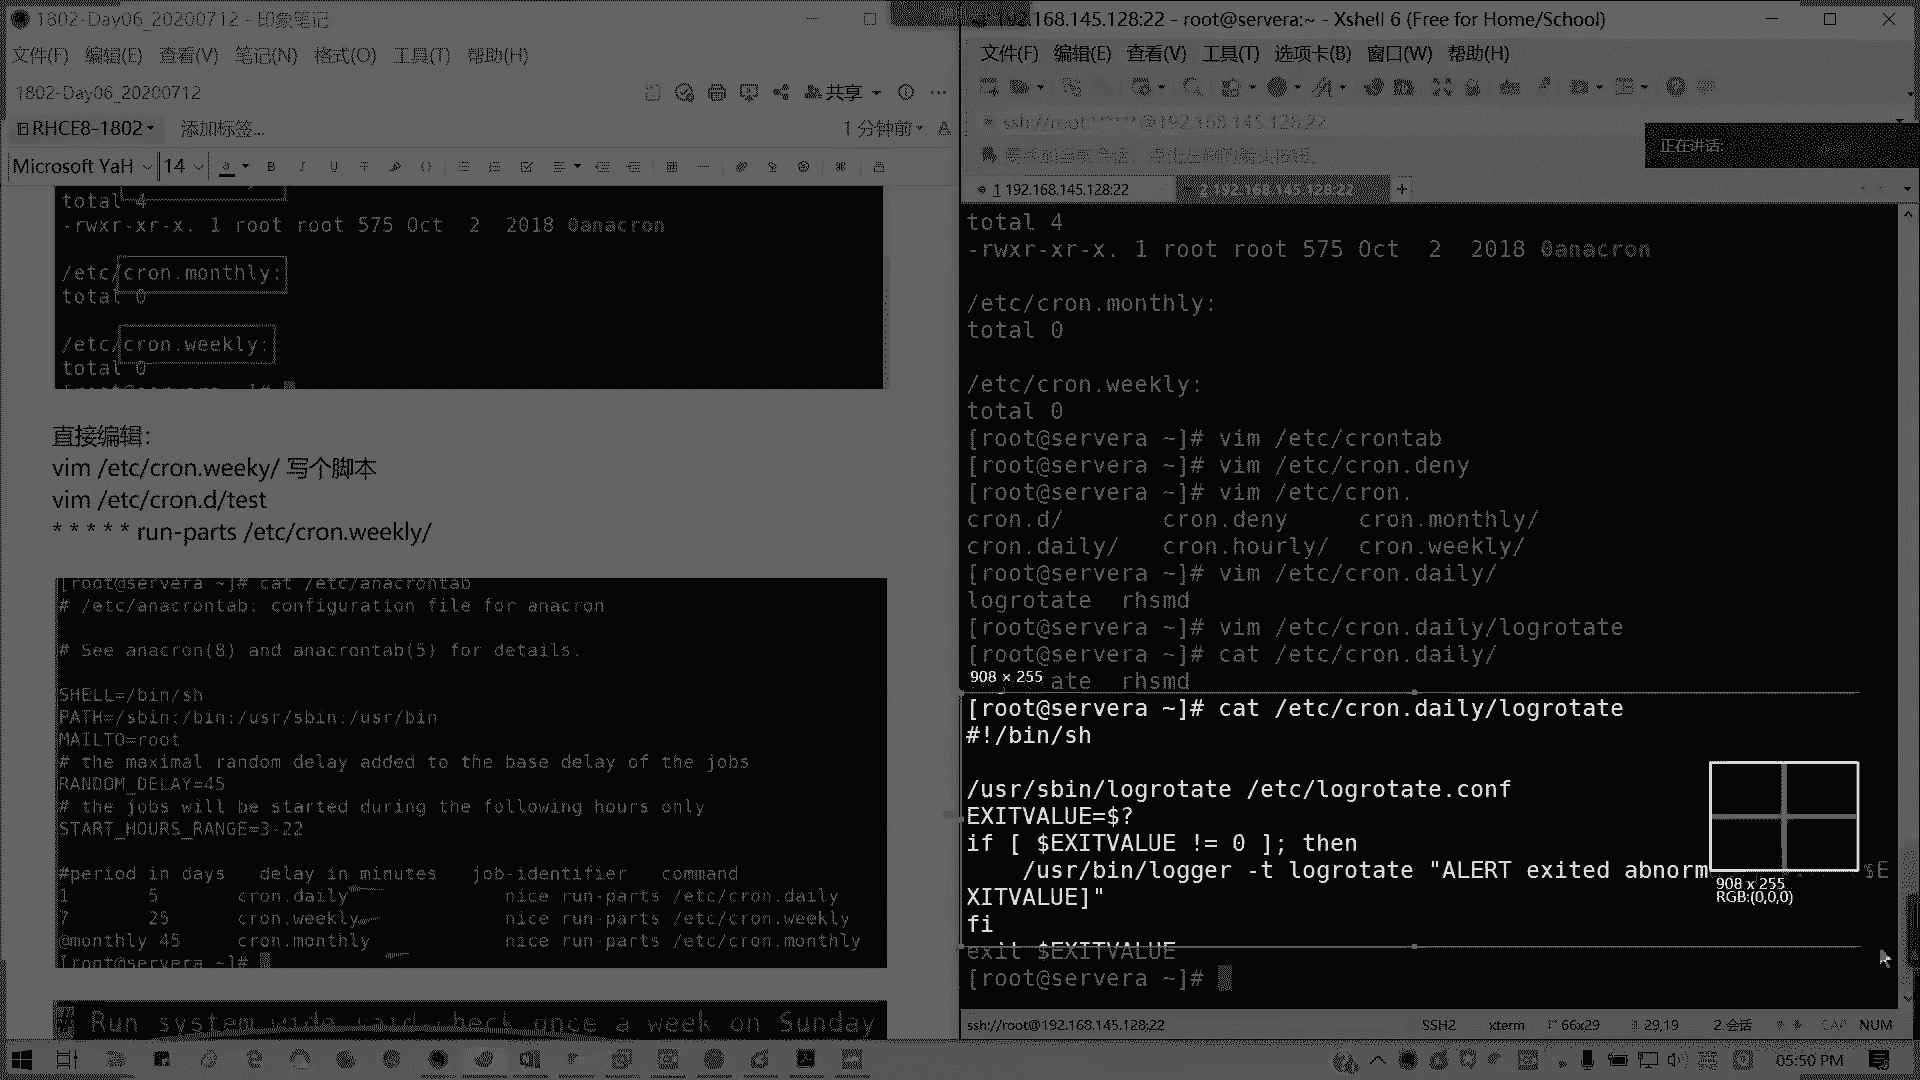 1802-Day06_20200712 - 印象笔记
文件(F) 编辑(E) 查看(V) 笔记(N) 格式(O) 工具(T) 帮助(H)
1802-Day06_20200712
共享
RHCE8-1802
添加标签...
1 分钟前
Microsoft YaH
14
total 4
-rwxr-xr-x. 1 root root 575 Oct  2  2018 0anacron
/etc/cron.monthly:
total 0
/etc/cron.weekly:
total 0
直接编辑:
vim /etc/cron.weeky/ 写个脚本
vim /etc/cron.d/test
* * * * * run-parts /etc/cron.weekly/
[root@servera ~]# cat /etc/anacrontab
# /etc/anacrontab: configuration file for anacron
# See anacron(8) and anacrontab(5) for details.
SHELL=/bin/sh
PATH=/sbin:/bin:/usr/sbin:/usr/bin
MAILTO=root
# the maximal random delay added to the base delay of the jobs
RANDOM_DELAY=45
# the jobs will be started during the following hours only
START_HOURS_RANGE=3-22
#period in days   delay in minutes   job-identifier   command
1       5       cron.daily              nice run-parts /etc/cron.daily
7       25      cron.weekly             nice run-parts /etc/cron.weekly
@monthly 45     cron.monthly            nice run-parts /etc/cron.monthly
[root@servera ~]#
Run system wide raid check once a week on Sunday
192.168.145.128:22 - root@servera:~ - Xshell 6 (Free for Home/School)
文件(F) 编辑(E) 查看(V) 工具(T) 选项卡(B) 窗口(W) 帮助(H)
ssh://root:******@192.168.145.128:22
正在讲话:
1 192.168.145.128:22
2 192.168.145.128:22
total 4
-rwxr-xr-x. 1 root root 575 Oct  2  2018 0anacron
/etc/cron.monthly:
total 0
/etc/cron.weekly:
total 0
[root@servera ~]# vim /etc/crontab
[root@servera ~]# vim /etc/cron.deny
[root@servera ~]# vim /etc/cron.
cron.d/       cron.deny     cron.monthly/
cron.daily/   cron.hourly/  cron.weekly/
[root@servera ~]# vim /etc/cron.daily/
logrotate  rhsmd
[root@servera ~]# vim /etc/cron.daily/logrotate
[root@servera ~]# cat /etc/cron.daily/
908 × 255
ate  rhsmd
[root@servera ~]# cat /etc/cron.daily/logrotate
#!/bin/sh
/usr/sbin/logrotate /etc/logrotate.conf
EXITVALUE=$?
if [ $EXITVALUE != 0 ]; then
    /usr/bin/logger -t logrotate "ALERT exited abnorm
$E
XITVALUE]"
908 x 255
RGB:(0,0,0)
fi
exit $EXITVALUE
[root@servera ~]#
ssh://root@192.168.145.128:22
SSH2
xterm
66x29
29,19
2 会话
CAP
NUM
05:50 PM